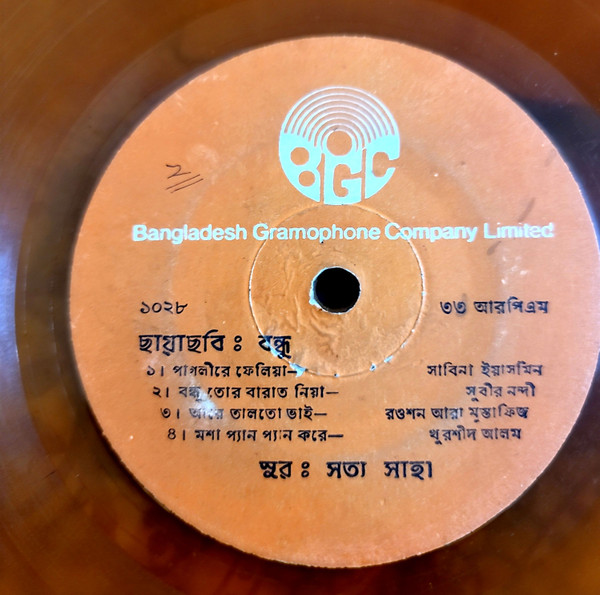 BGC
Bangladesh Gramophone Company Limited
১০২৮ ৩৩ আরপিএম
ছায়াছবি : বন্ধু
১। পাগলীরে ফেলিয়া— সাবিনা ইয়াসমিন
২। বন্ধু তোর বারাত নিয়া— সুবীর নন্দী
৩। আরে তালতো ভাই— রওশন আরা মুস্তাফিজ
৪। মশা প্যান প্যান করে— খুরশীদ আলম
সুর : সত্য সাহা